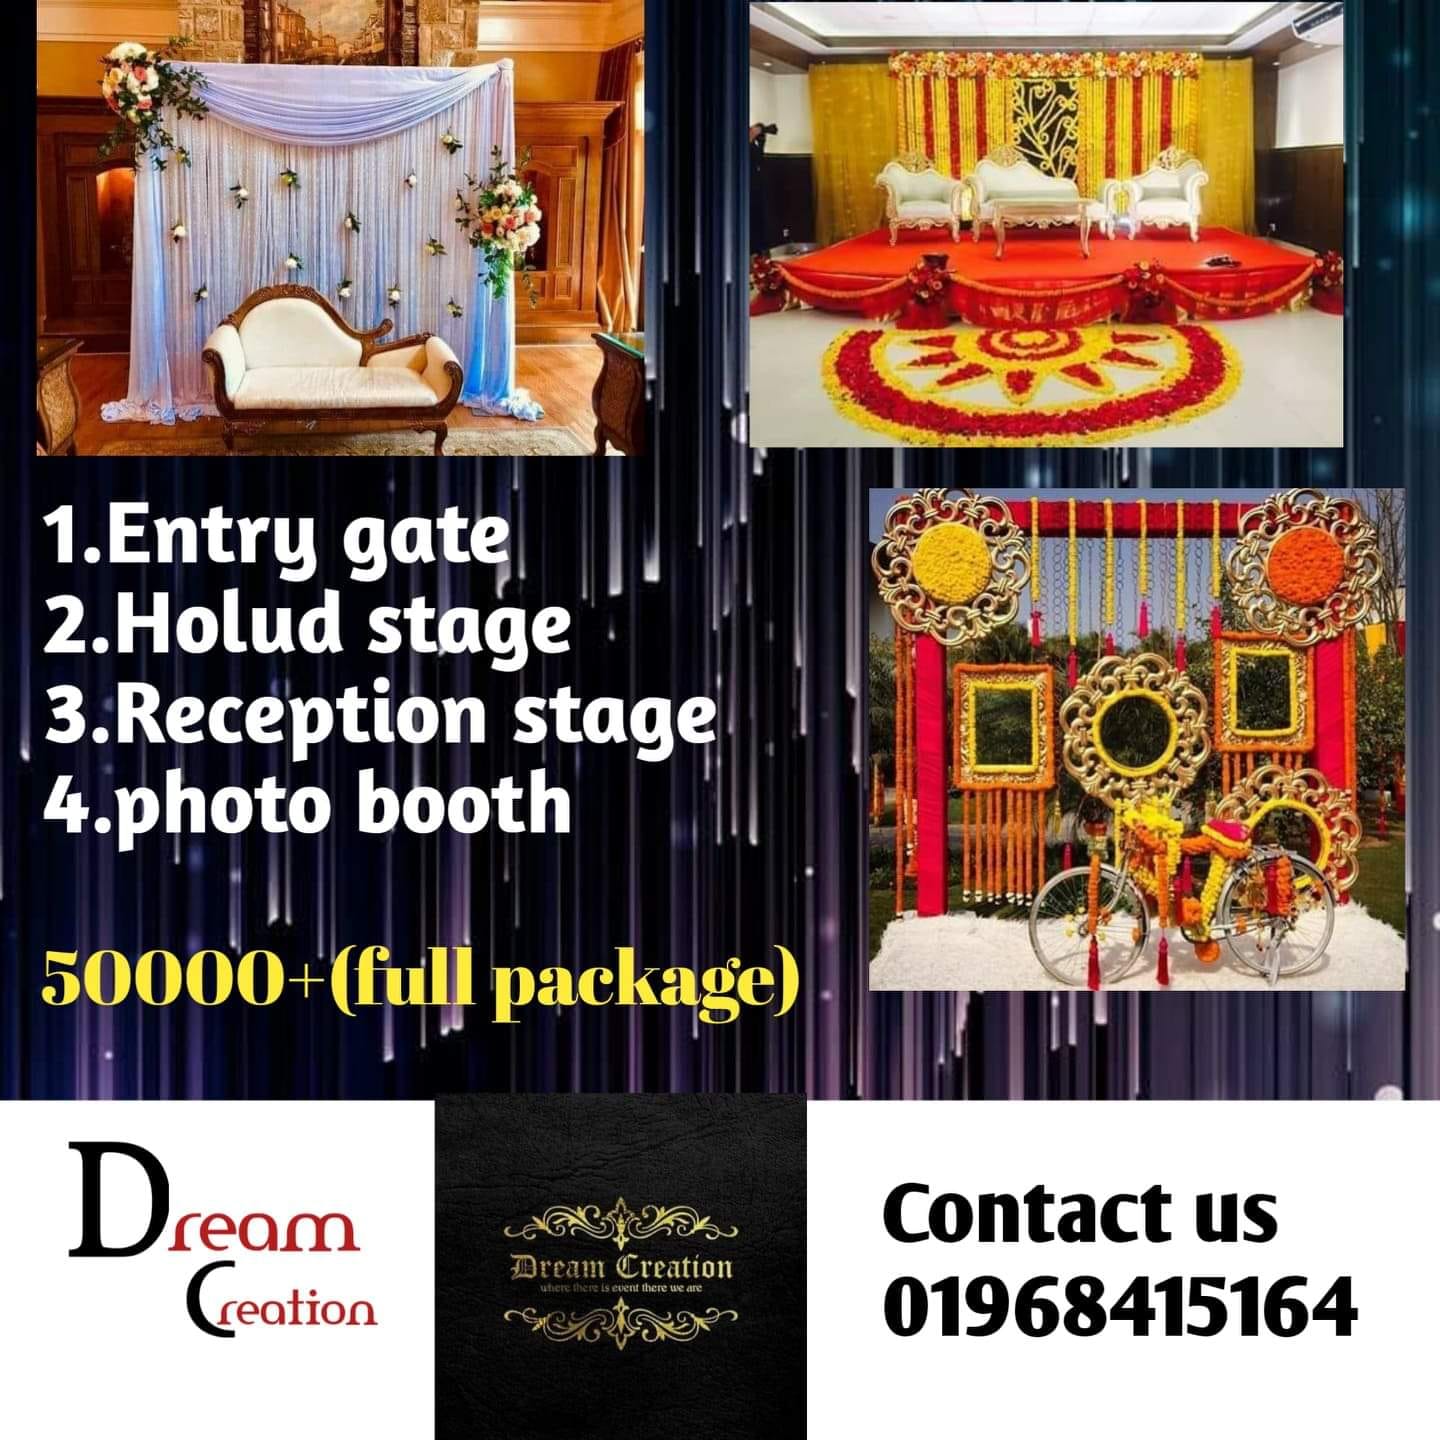 1.Entry gate
2.Holud stage
3.Reception stage
4.photo booth
50000+(full package)
Dream
Creation
Dream Creation
where there is event there we are
Contact us
01968415164